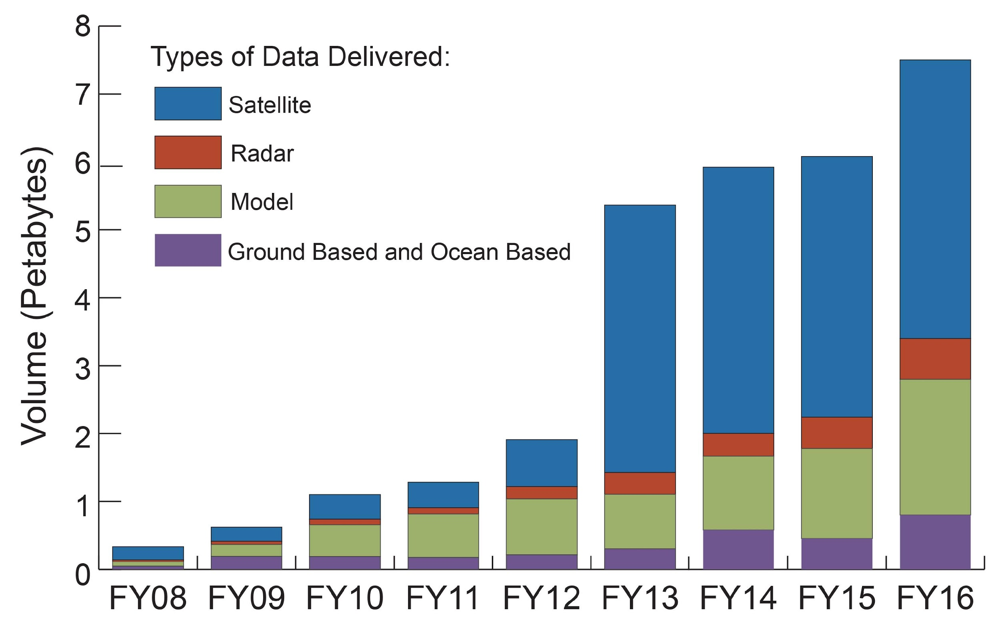 8
7
6
5
4
3
2
1
0
Volume (Petabytes)
Types of Data Delivered:
Satellite
Radar
Model
Ground Based and Ocean Based
FY08 FY09 FY10 FY11 FY12 FY13 FY14 FY15 FY16